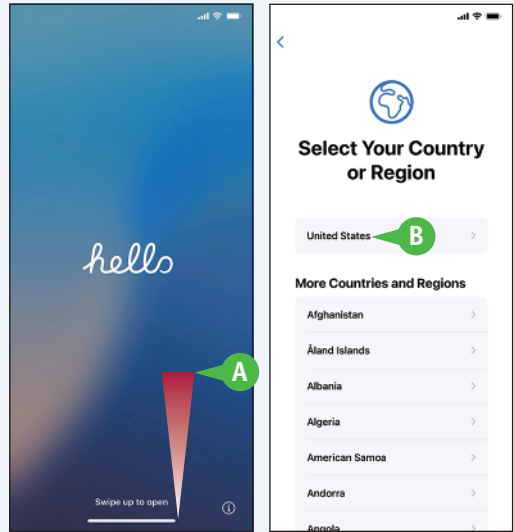 hello
A
Swipe up to open
Select Your Country
or Region
United States
B
More Countries and Regions
Afghanistan
Åland Islands
Albania
Algeria
American Samoa
Andorra
Angola